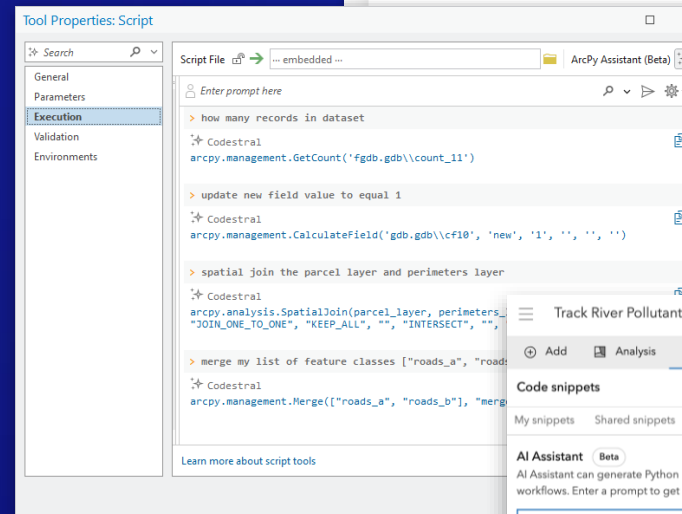 Tool Properties: Script
Search
General
Parameters
Execution
Validation
Environments
Script File
--- embedded ---
ArcPy Assistant (Beta)
Enter prompt here
> how many records in dataset
Codestral
arcpy.management.GetCount('fgdb.gdb\\count_11')
> update new field value to equal 1
Codestral
arcpy.management.CalculateField('gdb.gdb\\cf10', 'new', '1', '', '', '')
> spatial join the parcel layer and perimeters layer
Codestral
arcpy.analysis.SpatialJoin(parcel_layer, perimeters_
"JOIN_ONE_TO_ONE", "KEEP_ALL", "", "INTERSECT", "",
> merge my list of feature classes ["roads_a", "roads
Codestral
arcpy.management.Merge(["roads_a", "roads_b"], "merg
Learn more about script tools
Track River Pollutant
Add
Analysis
Code snippets
My snippets
Shared snippets
AI Assistant
Beta
AI Assistant can generate Python
workflows. Enter a prompt to get